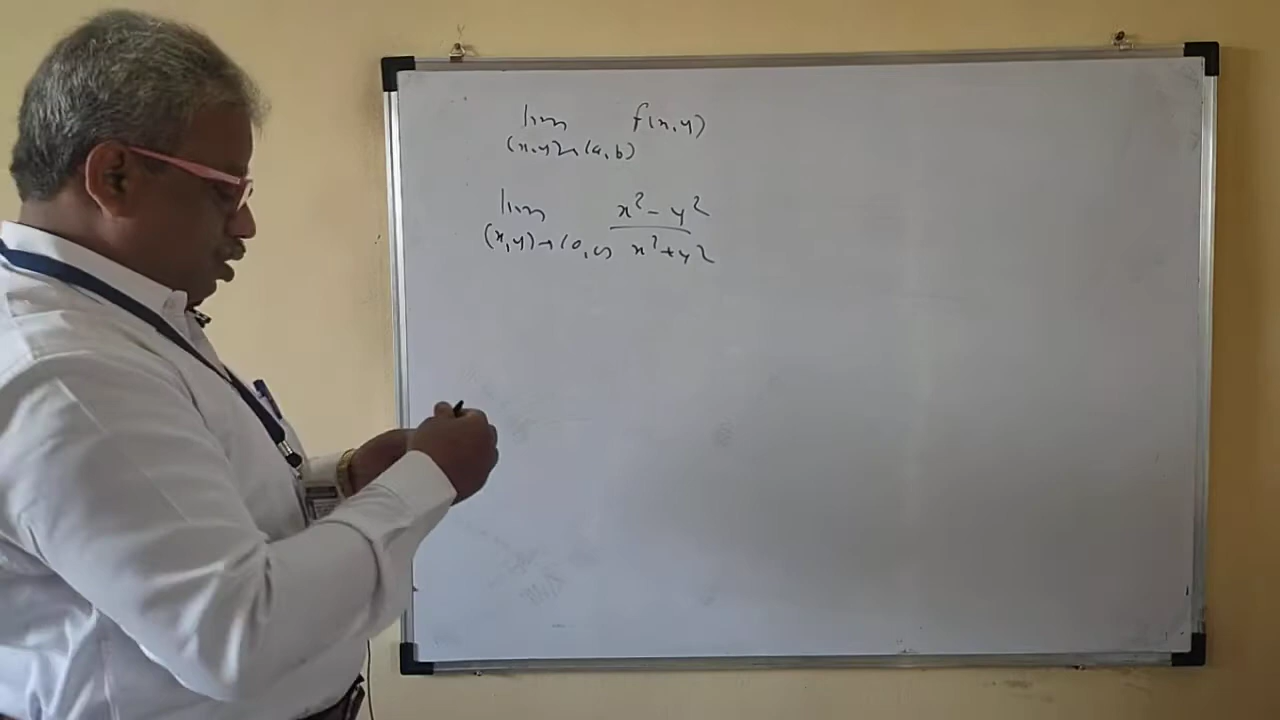 lim f(x,y)
(x,y)→(a,b)
lim x²-y²
(x,y)→(0,0) x²+y²